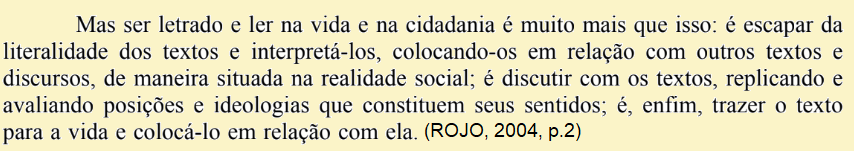 Mas ser letrado e ler na vida e na cidadania é muito mais que isso: é escapar da
literalidade dos textos e interpretá-los, colocando-os em relação com outros textos e
discursos, de maneira situada na realidade social; é discutir com os textos, replicando e
avaliando posições e ideologias que constituem seus sentidos; é, enfim, trazer o texto
para a vida e colocá-lo em relação com ela. (ROJO, 2004, p.2)